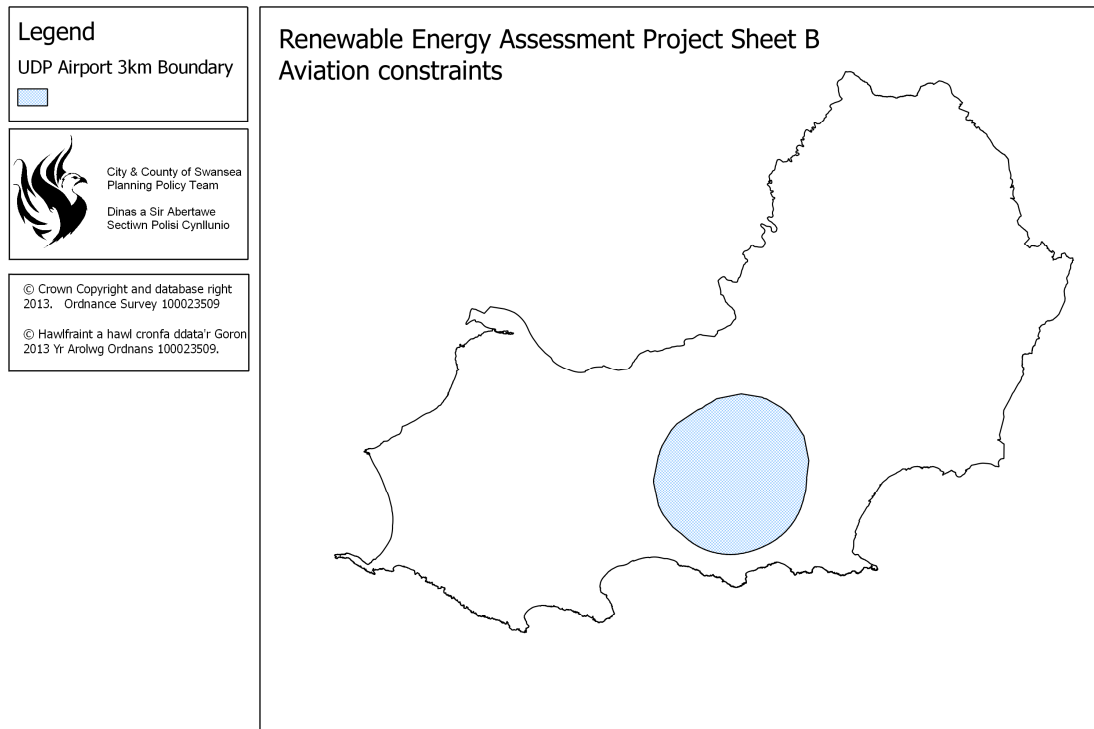 Legend
UDP Airport 3km Boundary
City & County of Swansea
Planning Policy Team
Dinas a Sir Abertawe
Sectiwn Polisi Cynllunio
© Crown Copyright and database right
2013. Ordnance Survey 100023509
© Hawlfraint a hawl cronfa ddata'r Goron
2013 Yr Arolwg Ordnans 100023509.
Renewable Energy Assessment Project Sheet B
Aviation constraints